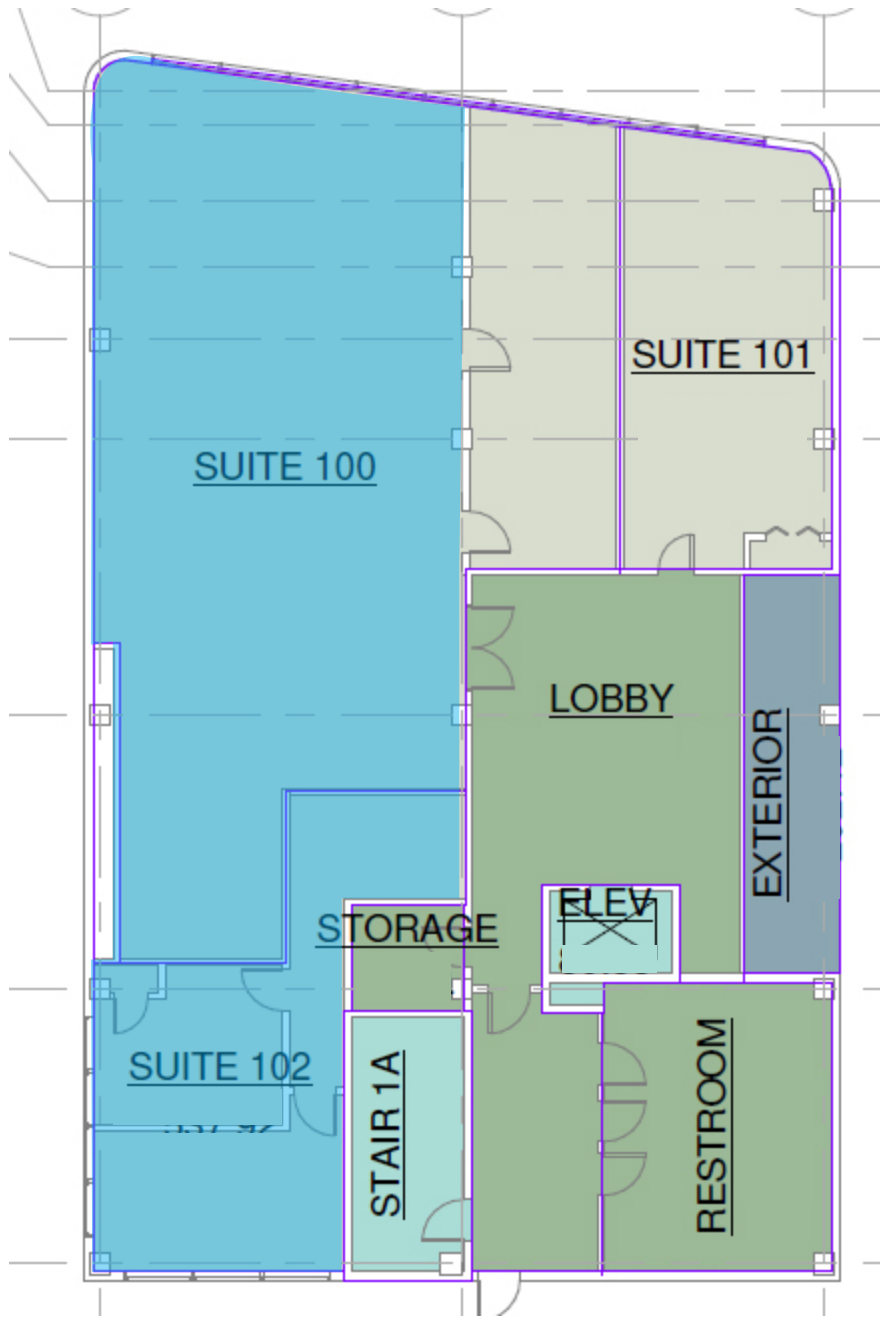 SUITE 101
SUITE 100
LOBBY
EXTERIOR
ELEV
STORAGE
SUITE 102
STAIR 1A
RESTROOM